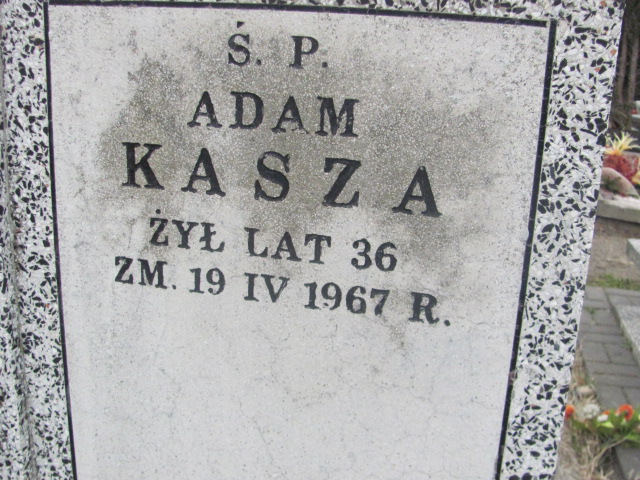 Ś. P.
ADAM
KASZA
ŻYŁ LAT 36
ZM. 19 IV 1967 R.